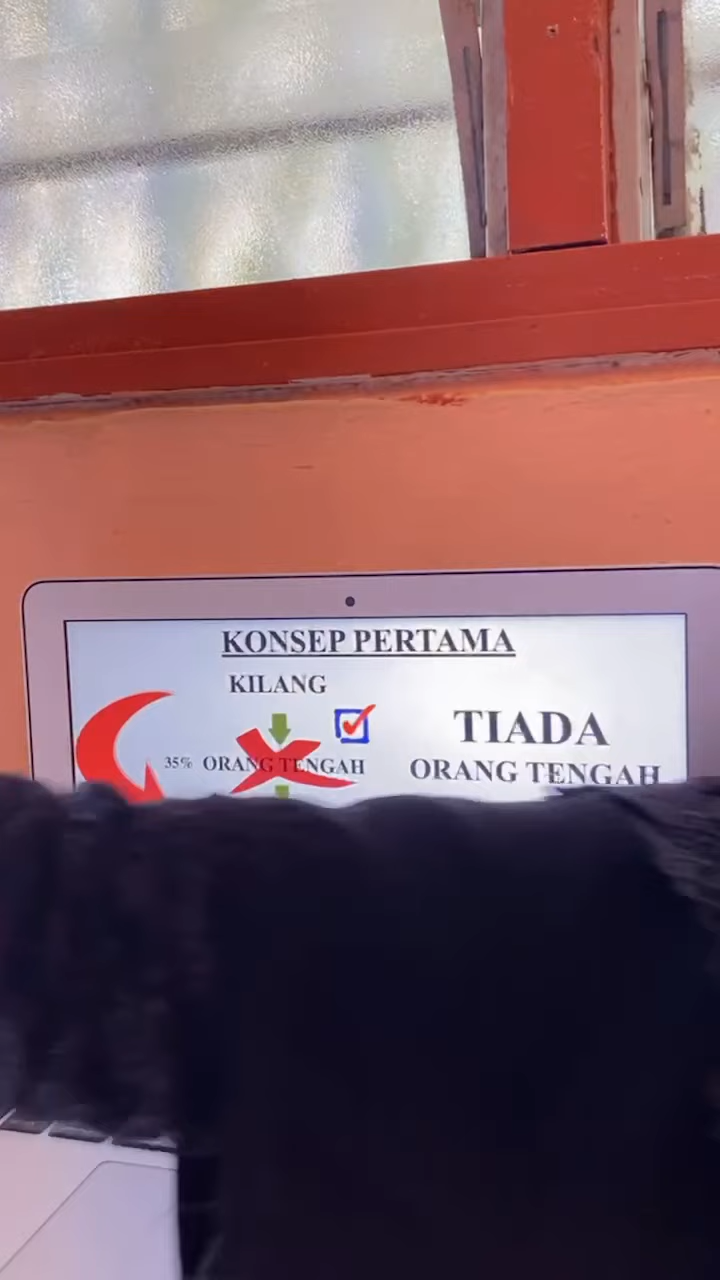 KONSEP PERTAMA
KILANG
35% ORANG TENGAH
TIADA
ORANG TENGAH